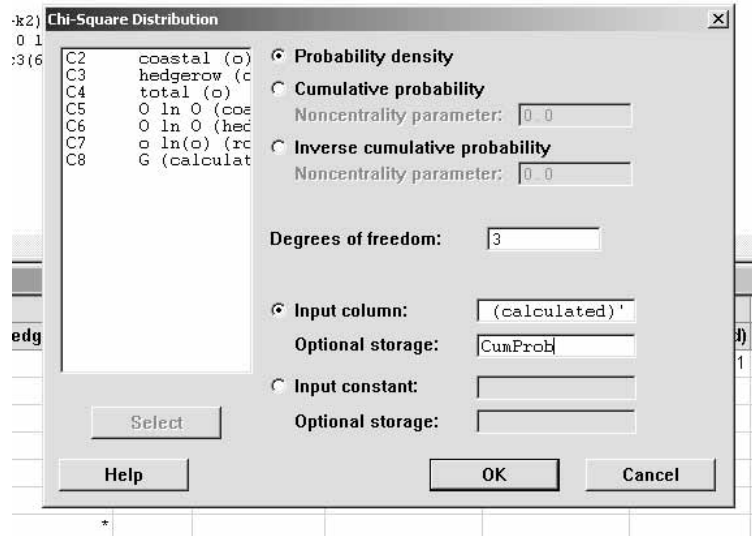 -k2)
0 1
:3(6
Chi-Square Distribution
C2 coastal (o)
C3 hedgerow (o
C4 total (o)
C5 O ln O (coa
C6 O ln O (hed
C7 o ln(o) (ro
C8 G (calculat
Probability density
Cumulative probability
Noncentrality parameter: 0.0
Inverse cumulative probability
Noncentrality parameter: 0.0
Degrees of freedom: 3
Input column: (calculated)'
Optional storage: CumProb
Input constant:
Optional storage:
Select
Help
OK
Cancel
edg
d)
1
*